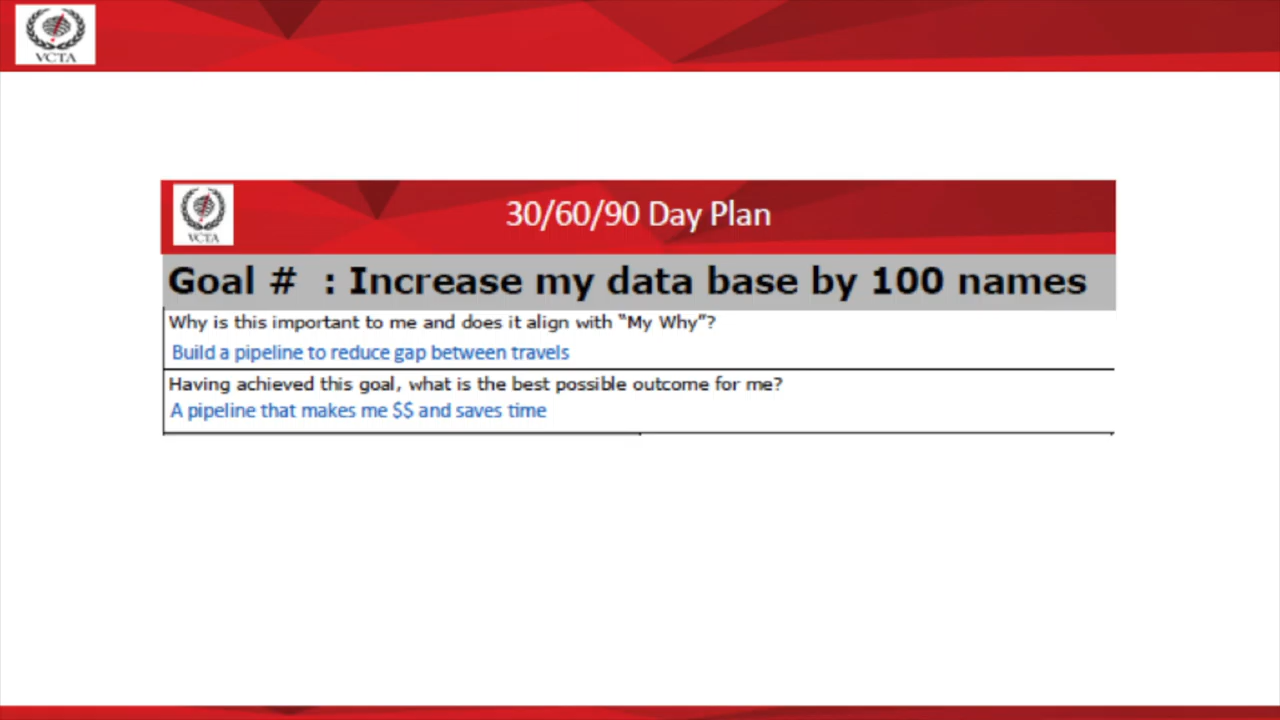 VCTA
VCTA
30/60/90 Day Plan
Goal #  : Increase my data base by 100 names
Why is this important to me and does it align with “My Why”?
Build a pipeline to reduce gap between travels
Having achieved this goal, what is the best possible outcome for me?
A pipeline that makes me $$ and saves time